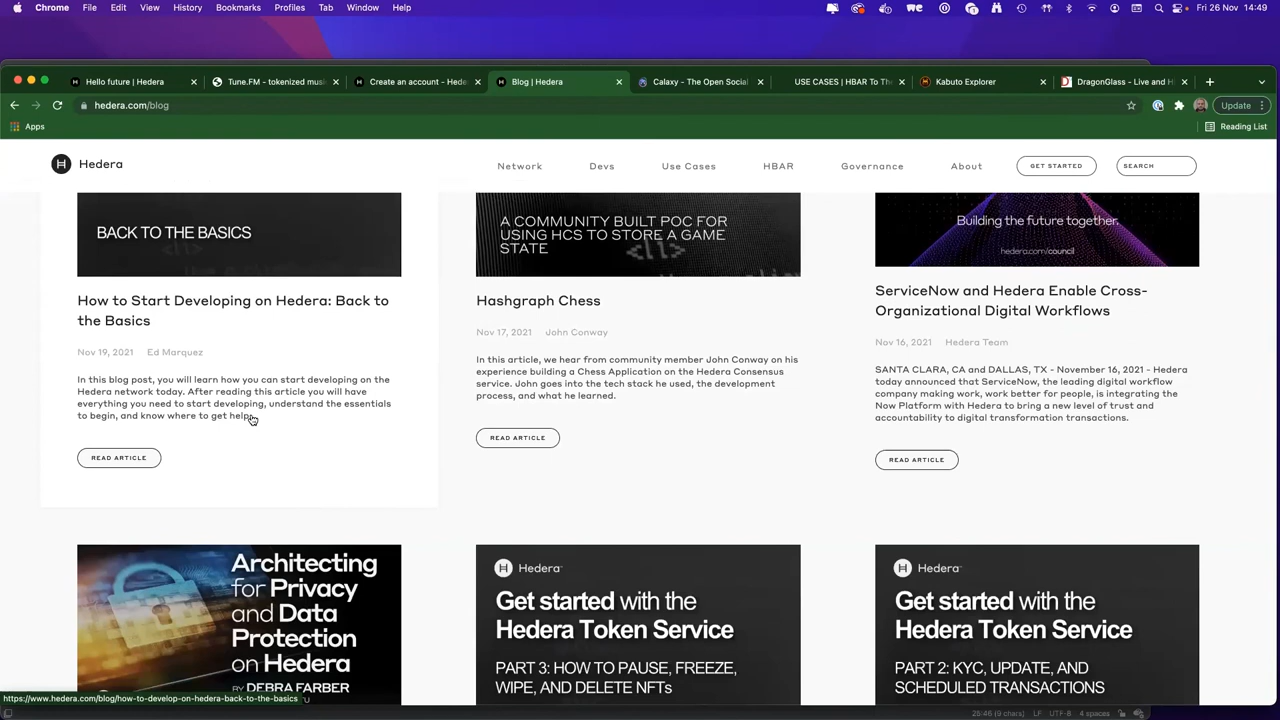 Chrome File Edit View History Bookmarks Profiles Tab Window Help Fri 26 Nov 14:49
Hello future | Hedera Tune.FM - tokenized musi Create an account - Hede Blog | Hedera Calaxy - The Open Social USE CASES | HBAR To The Kabuto Explorer DragonGlass - Live and H
hedera.com/blog Update
Apps Reading List
Hedera Network Devs Use Cases HBAR Governance About GET STARTED SEARCH
BACK TO THE BASICS
How to Start Developing on Hedera: Back to
the Basics
Nov 19, 2021 Ed Marquez
In this blog post, you will learn how you can start developing on the
Hedera network today. After reading this article you will have
everything you need to start developing, understand the essentials
to begin, and know where to get help.
READ ARTICLE
A COMMUNITY BUILT POC FOR
USING HCS TO STORE A GAME
STATE
Hashgraph Chess
Nov 17, 2021 John Conway
In this article, we hear from community member John Conway on his
experience building a Chess Application on the Hedera Consensus
service. John goes into the tech stack he used, the development
process, and what he learned.
READ ARTICLE
Building the future together.
hedera.com/council
ServiceNow and Hedera Enable Cross-
Organizational Digital Workflows
Nov 16, 2021 Hedera Team
SANTA CLARA, CA and DALLAS, TX - November 16, 2021 - Hedera
today announced that ServiceNow, the leading digital workflow
company making work, work better for people, is integrating the
Now Platform with Hedera to bring a new level of trust and
accountability to digital transformation transactions.
READ ARTICLE
Architecting
for Privacy
and Data
Protection
on Hedera
BY DEBRA FARBER
Hedera
Get started with the
Hedera Token Service
PART 3: HOW TO PAUSE, FREEZE,
WIPE, AND DELETE NFTs
Hedera
Get started with the
Hedera Token Service
PART 2: KYC, UPDATE, AND
SCHEDULED TRANSACTIONS
https://www.hedera.com/blog/how-to-develop-on-hedera-back-to-the-basics
25:46 (9 chars) LF UTF-8 4 spaces